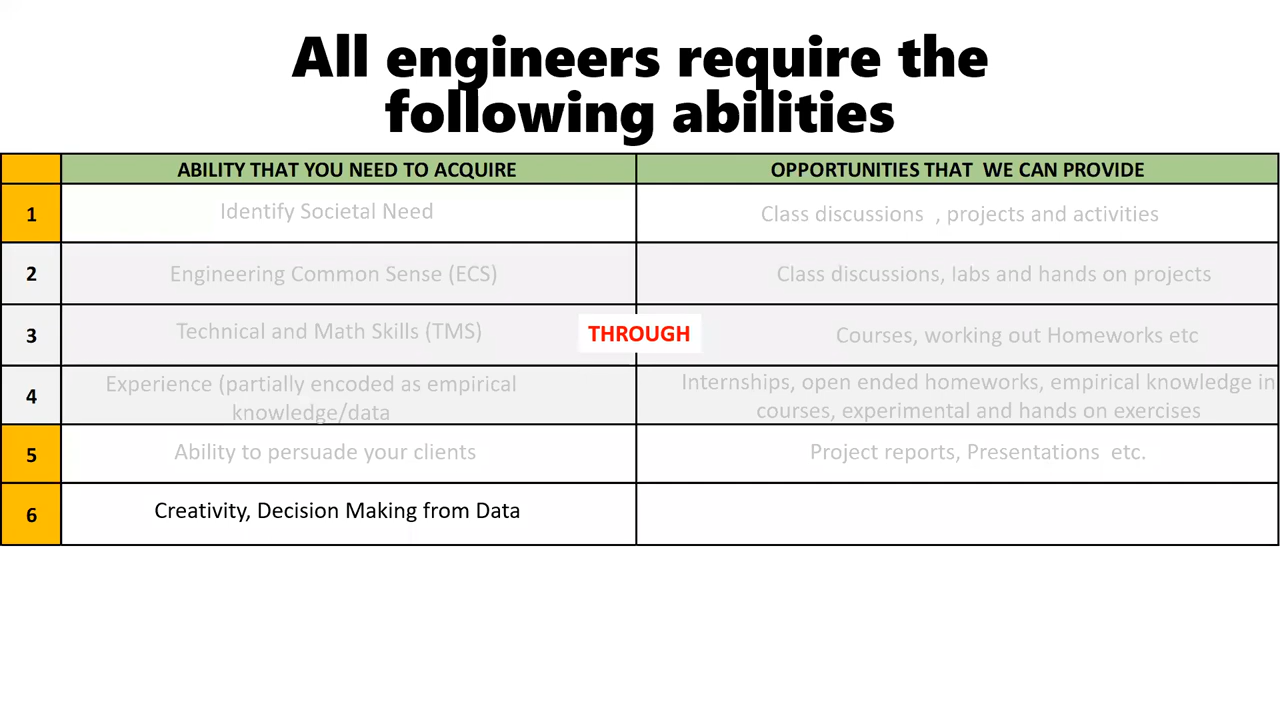 All engineers require the
following abilities
ABILITY THAT YOU NEED TO ACQUIRE
OPPORTUNITIES THAT WE CAN PROVIDE
1
Identify Societal Need
Class discussions , projects and activities
2
Engineering Common Sense (ECS)
Class discussions, labs and hands on projects
3
Technical and Math Skills (TMS)
THROUGH
Courses, working out Homeworks etc
4
Experience (partially encoded as empirical
knowledge/data
Internships, open ended homeworks, empirical knowledge in
courses, experimental and hands on exercises
5
Ability to persuade your clients
Project reports, Presentations etc.
6
Creativity, Decision Making from Data